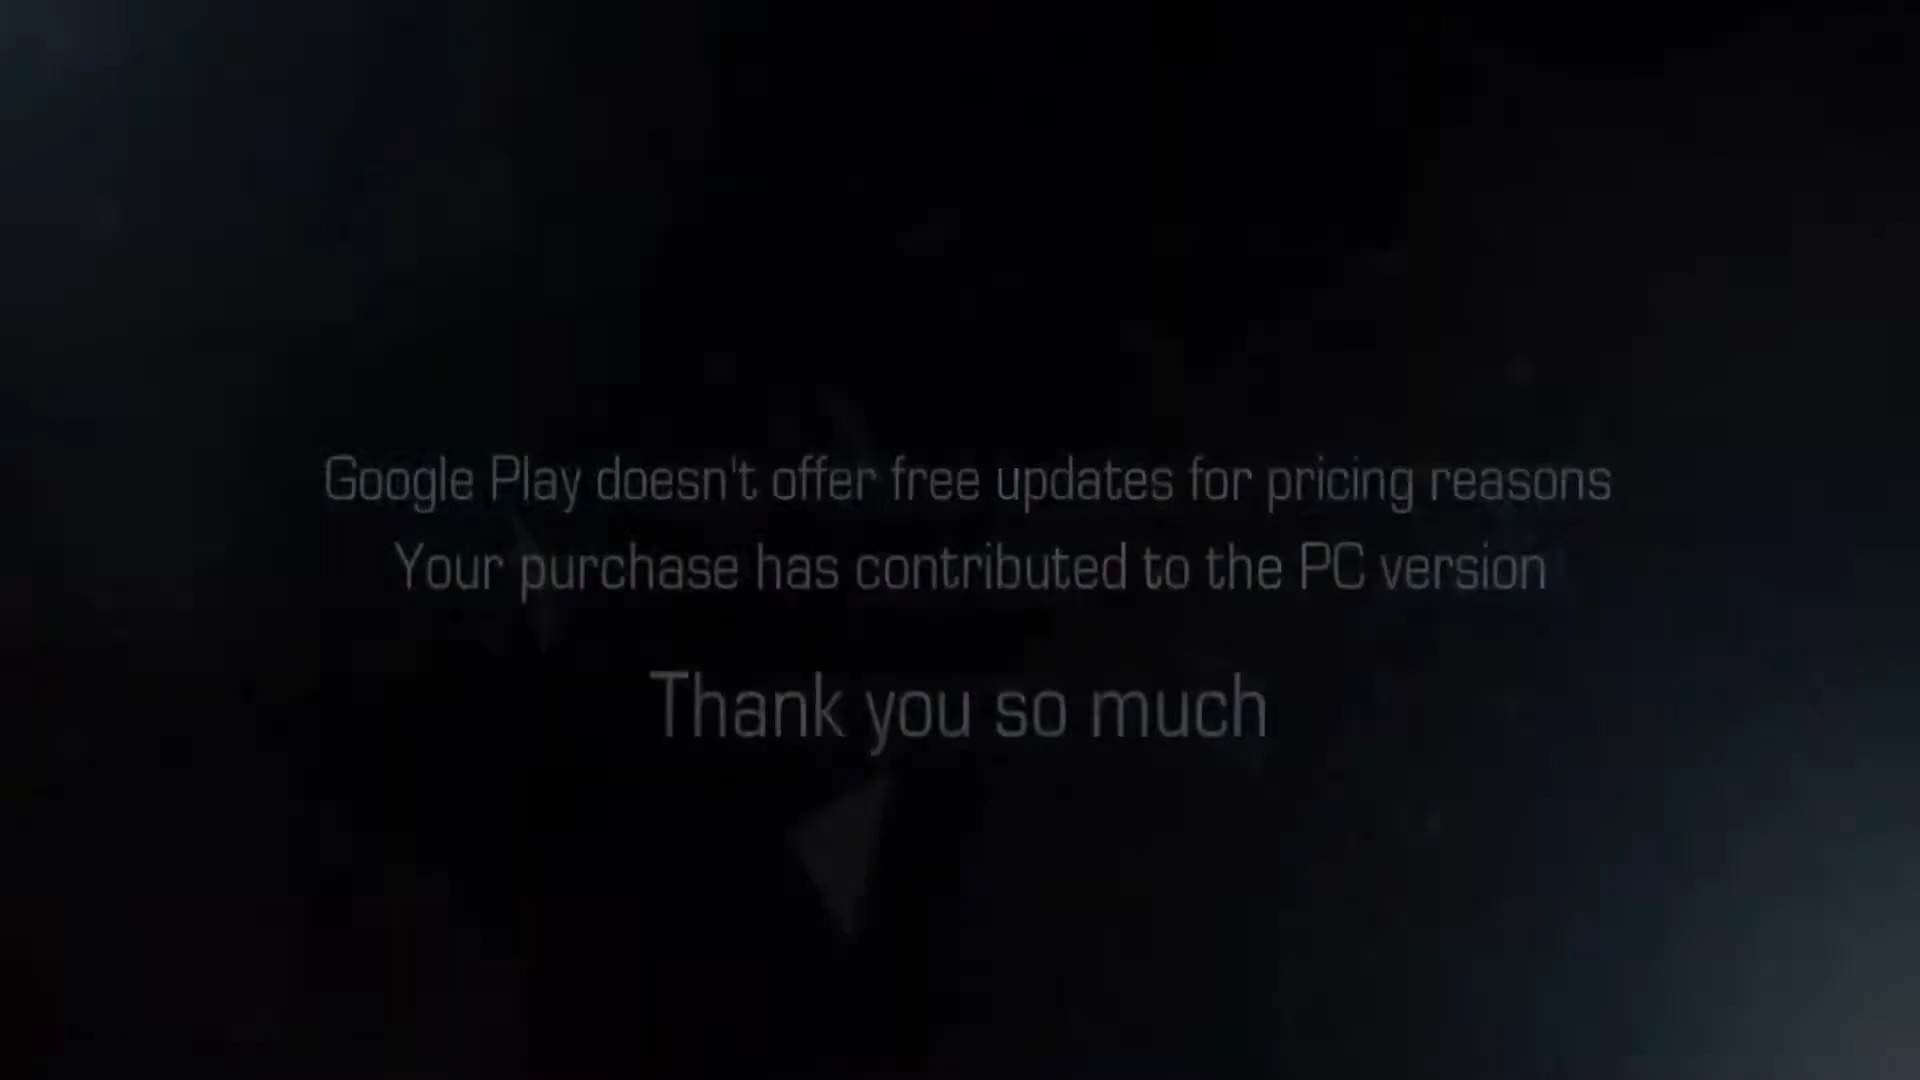 Google Play doesn't offer free updates for pricing reasons
Your purchase has contributed to the PC version
Thank you so much